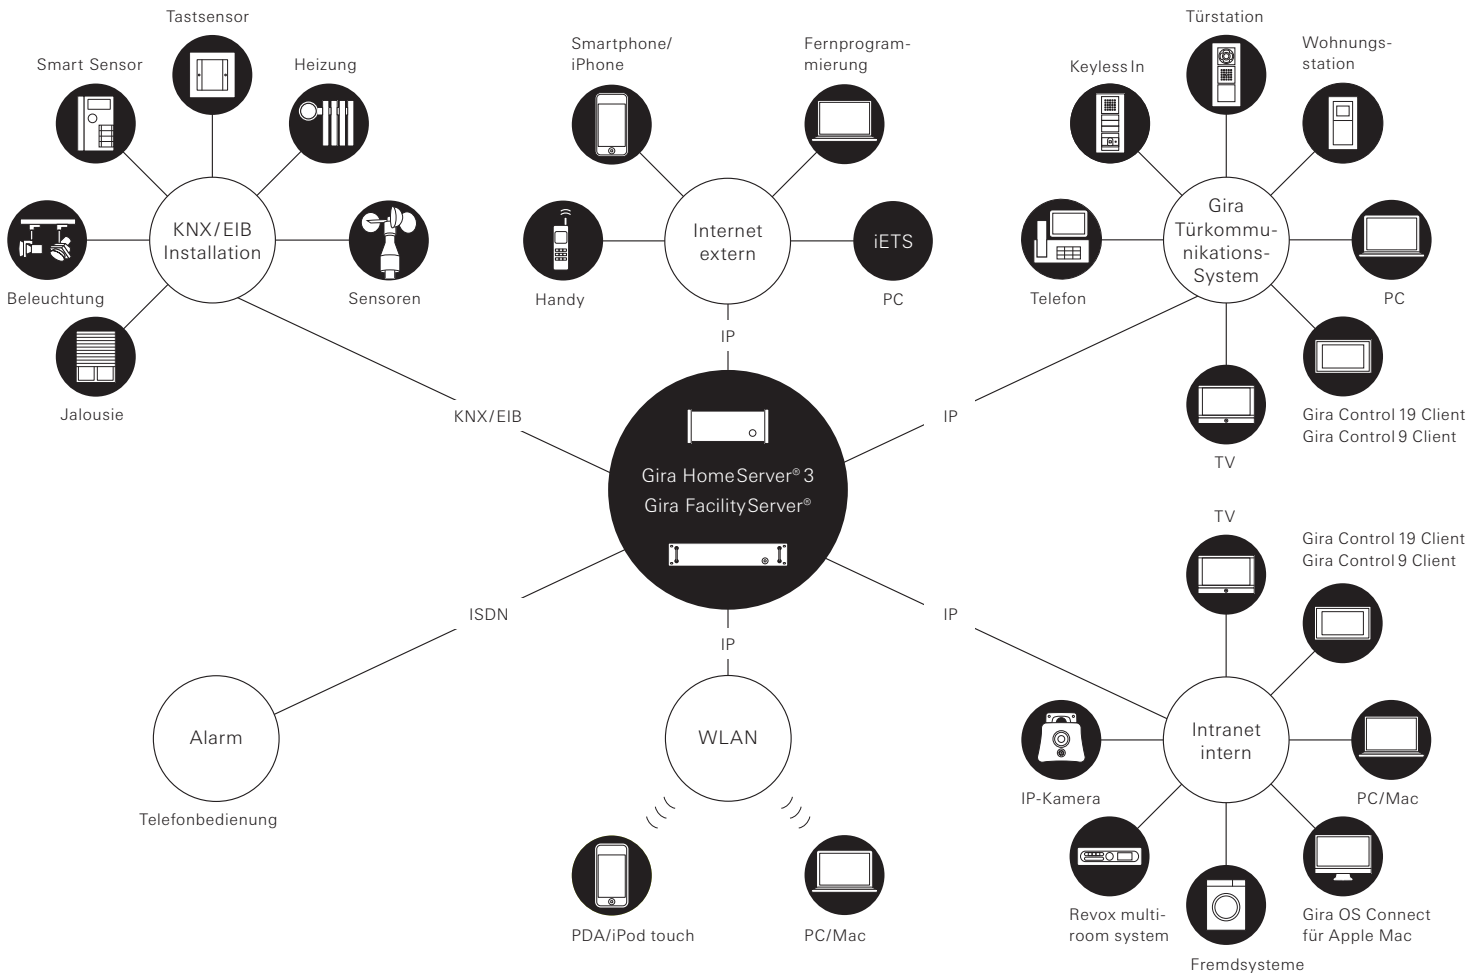 Tastsensor
Smart Sensor
Heizung
KNX/EIB
Installation
Beleuchtung
Sensoren
Jalousie
Smartphone/
iPhone
Fernprogram-
mierung
Internet
extern
iETS
Handy
PC
IP
Türstation
Keyless In
Wohnungs-
station
Gira
Türkommu-
nikations-
System
Telefon
PC
Gira Control 19 Client
Gira Control 9 Client
TV
KNX/EIB
IP
Gira HomeServer® 3
Gira FacilityServer®
ISDN
IP
IP
Alarm
Telefonbedienung
WLAN
PDA/iPod touch
PC/Mac
TV
Gira Control 19 Client
Gira Control 9 Client
Intranet
intern
IP-Kamera
PC/Mac
Revox multi-
room system
Fremdsysteme
Gira OS Connect
für Apple Mac